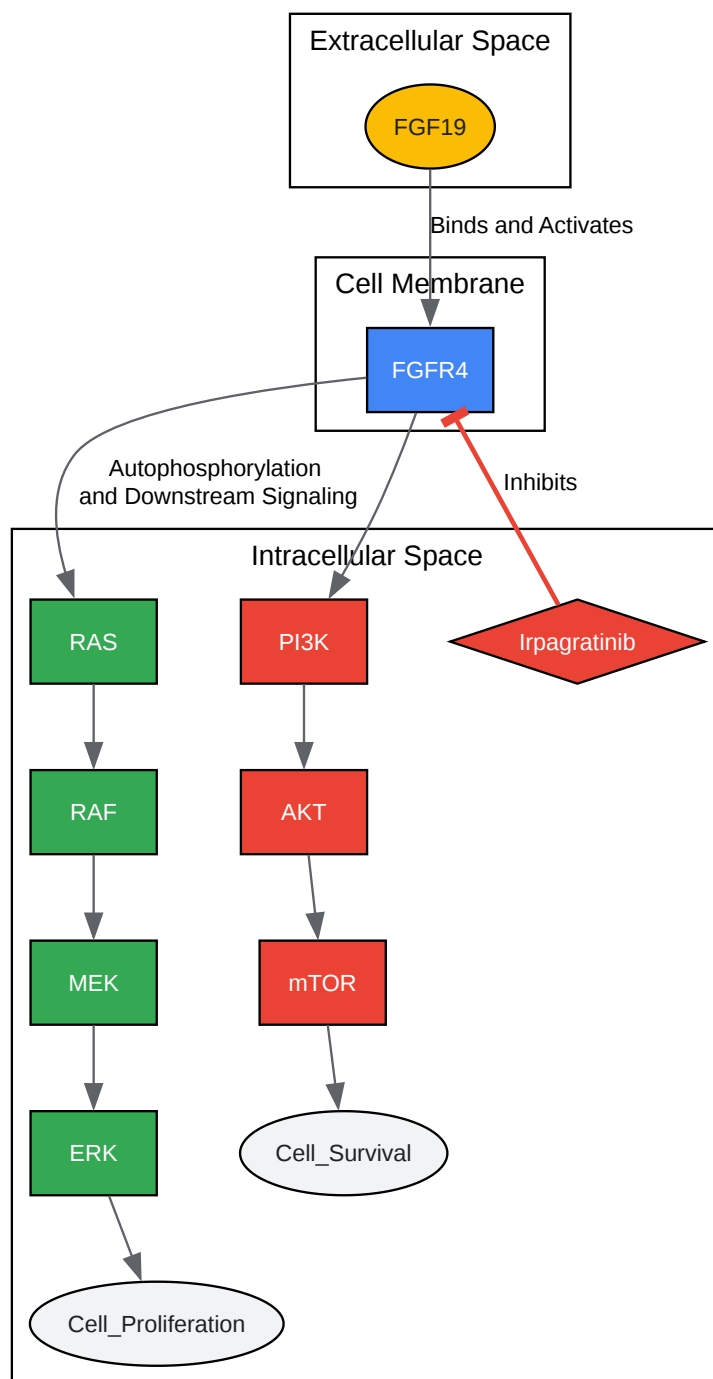 Extracellular Space
FGF19
Binds and Activates
Cell Membrane
FGFR4
Autophosphorylation
and Downstream Signaling
Inhibits
Intracellular Space
RAS
PI3K
Irpagratinib
RAF
AKT
MEK
mTOR
ERK
Cell_Survival
Cell_Proliferation